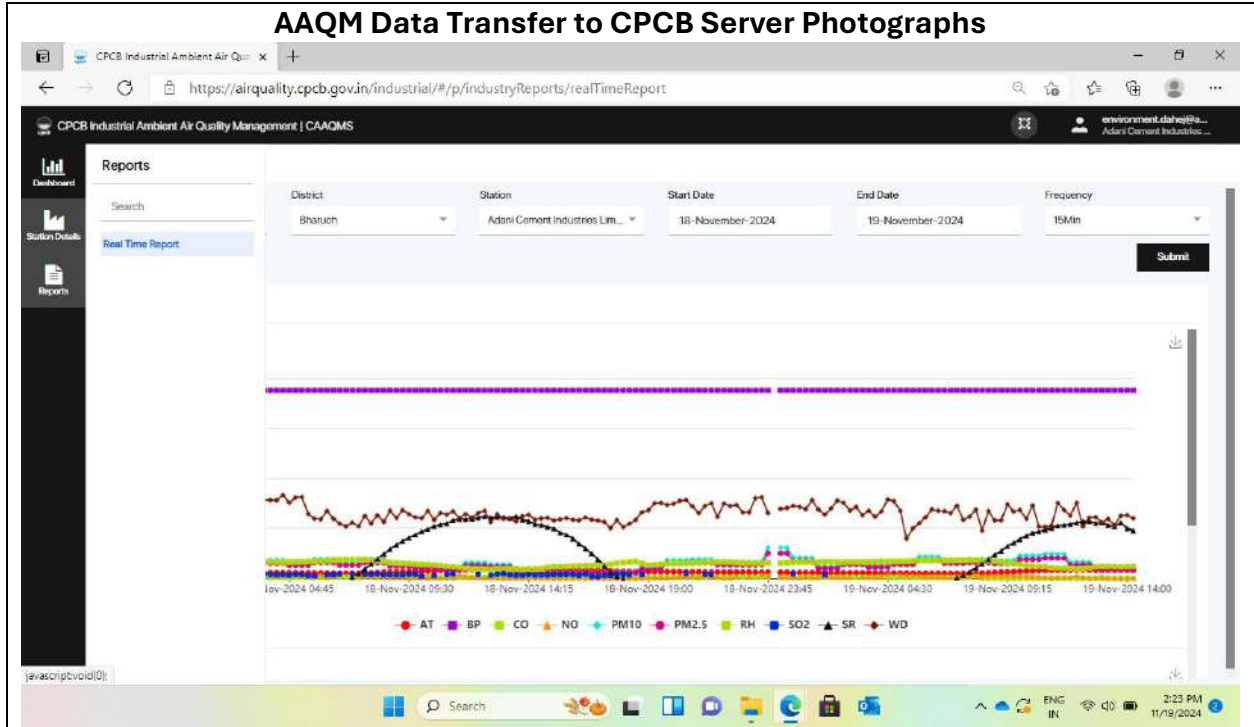 AAQM Data Transfer to CPCB Server Photographs
CPCB Industrial Ambient Air Qua
https://airquality.cpcb.gov.in/industrial/#/p/industryReports/realTimeReport
CPCB Industrial Ambient Air Quality Management | CAAQMS
environment.dahej@a...
Adani Cement Industries ...
Dashboard
Station Details
Reports
Reports
Search
Real Time Report
District
Station
Start Date
End Date
Frequency
Bharuch
Adani Cement Industries Lim...
18-November-2024
19-November-2024
15Min
Submit
Nov-2024 04:45 18-Nov-2024 09:30 18-Nov-2024 14:15 18-Nov-2024 19:00 18-Nov-2024 23:45 19-Nov-2024 04:30 19-Nov-2024 09:15 19-Nov-2024 14:00
AT BP CO NO PM10 PM2.5 RH SO2 SR WD
javascript:void(0);
Search
ENG
IN
2:23 PM
11/19/2024
2